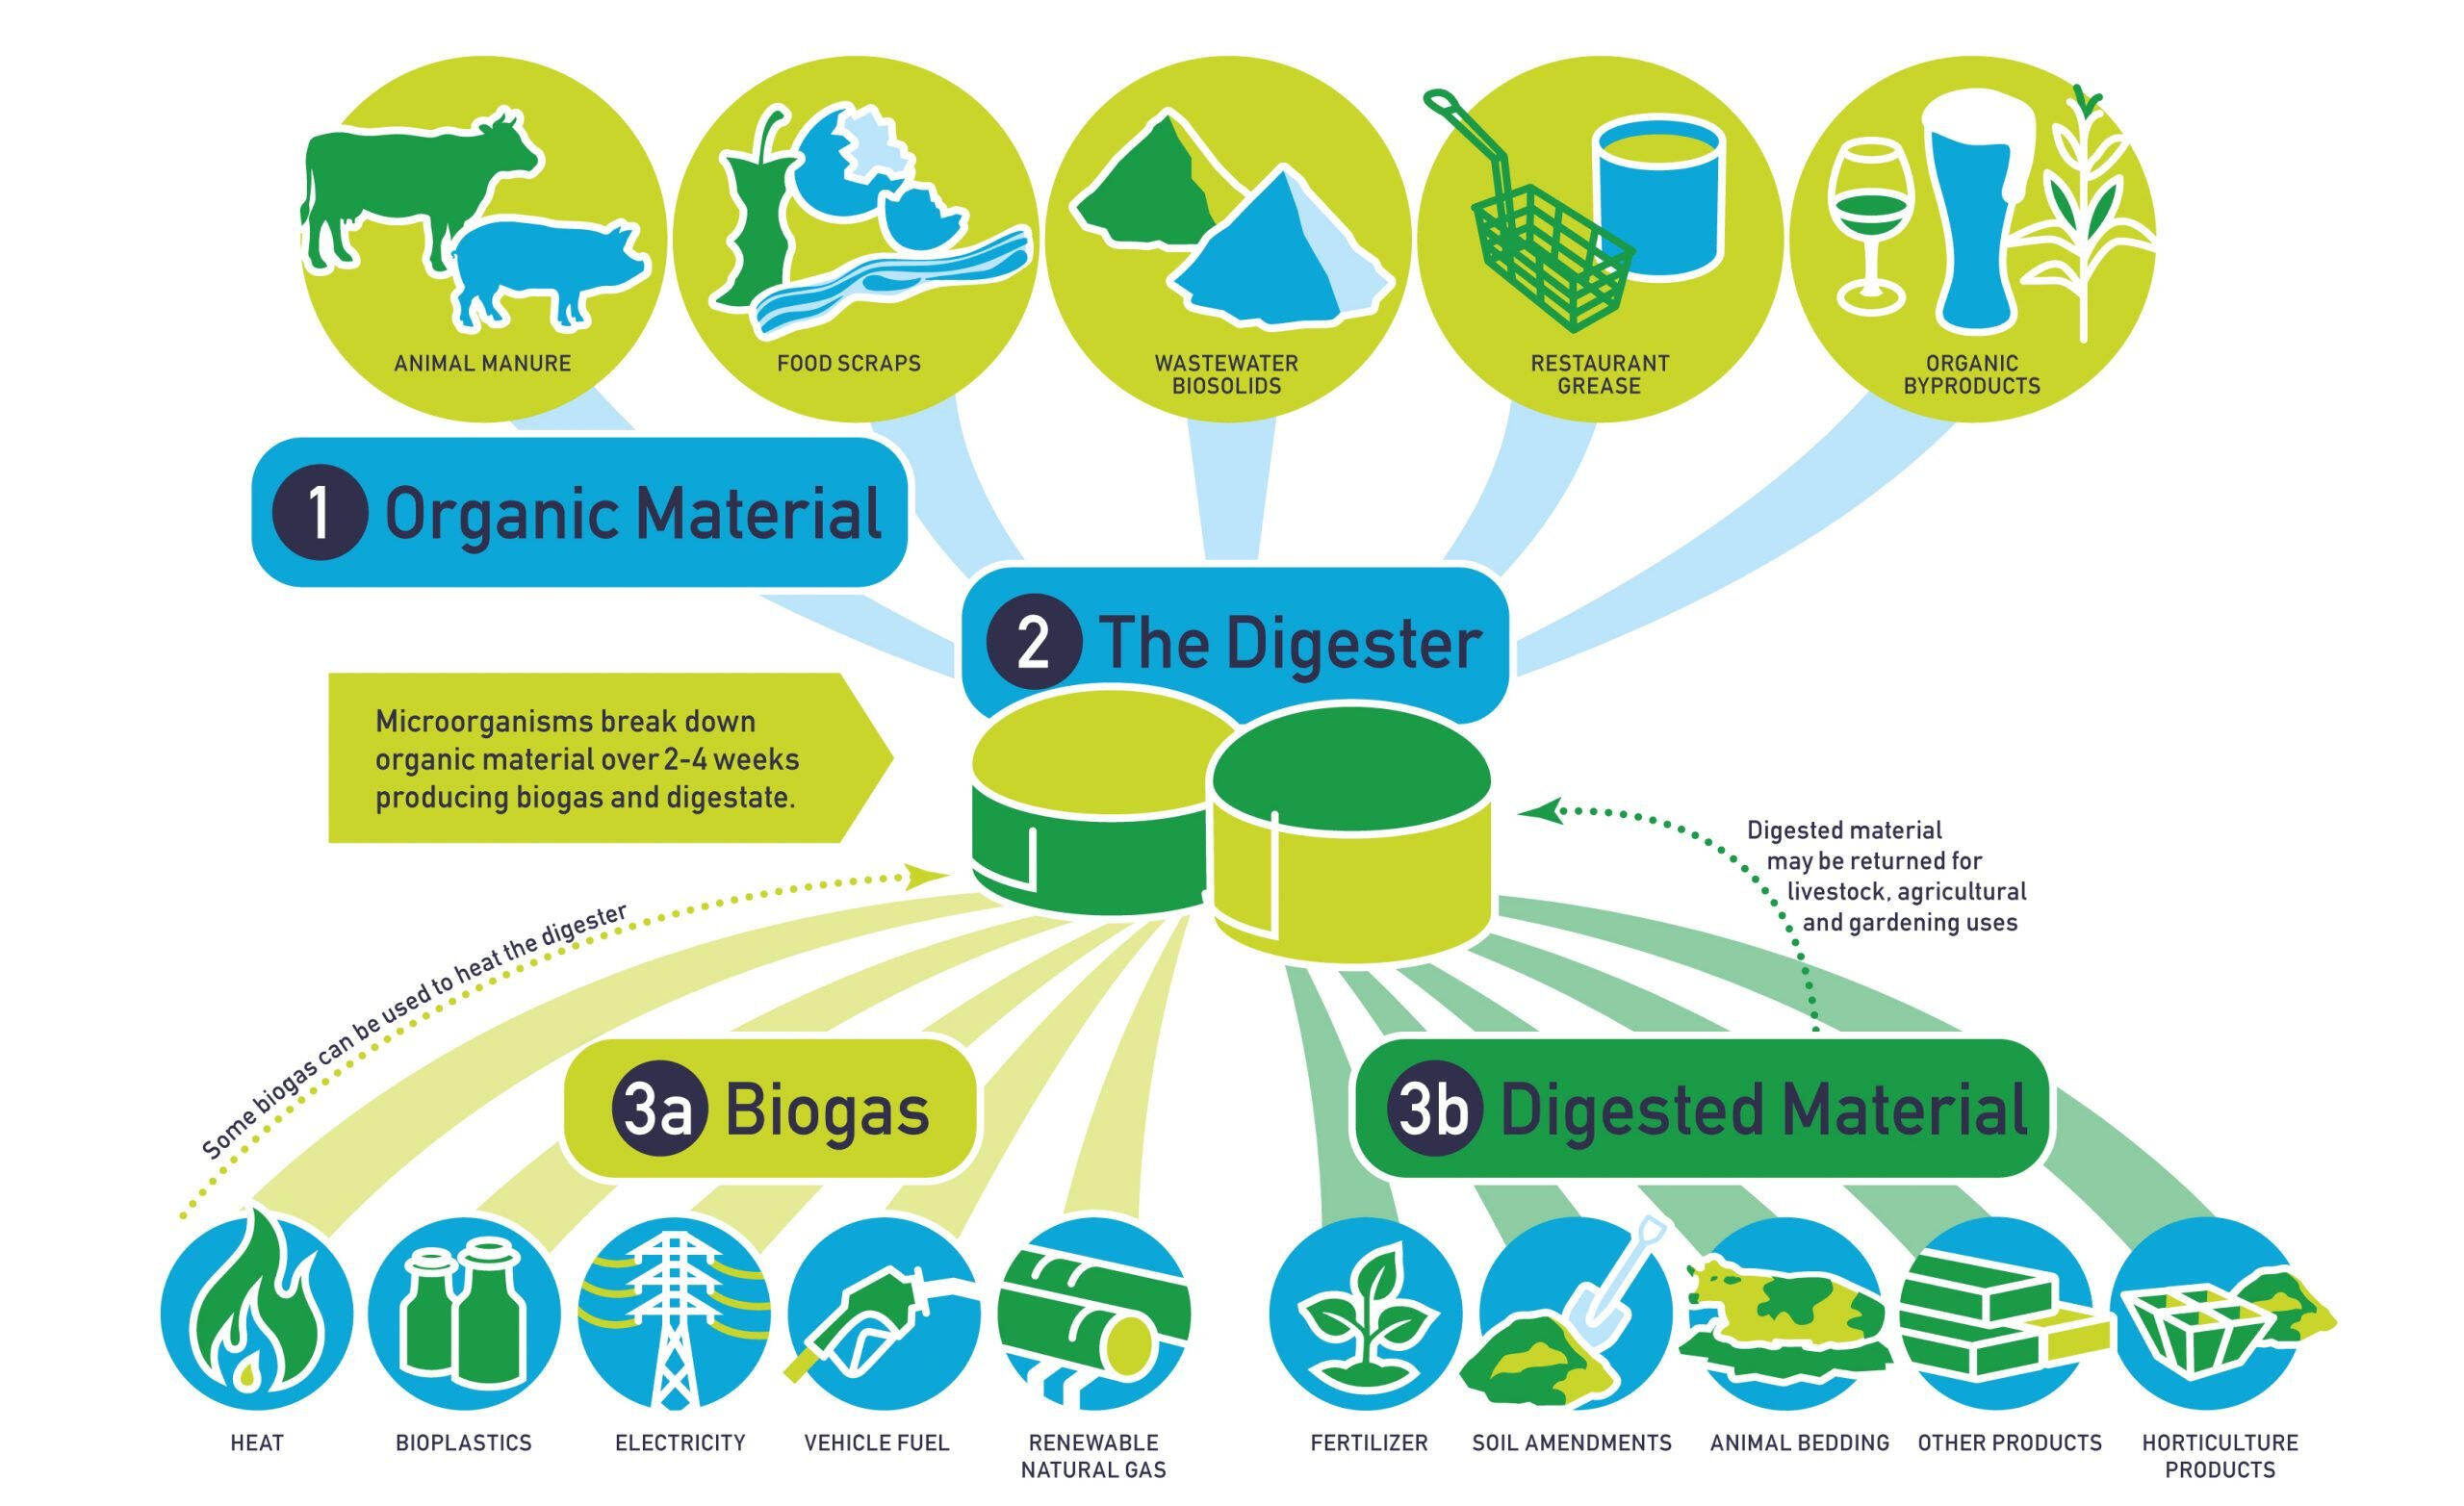 ANIMAL MANURE
FOOD SCRAPS
WASTEWATER
BIOSOLIDS
RESTAURANT
GREASE
ORGANIC
BYPRODUCTS
1 Organic Material
2 The Digester
Microorganisms break down
organic material over 2-4 weeks
producing biogas and digestate.
Digested material
may be returned for
livestock, agricultural
and gardening uses
Some biogas can be used to heat the digester
3a Biogas
3b Digested Material
HEAT
BIOPLASTICS
ELECTRICITY
VEHICLE FUEL
RENEWABLE
NATURAL GAS
FERTILIZER
SOIL AMENDMENTS
ANIMAL BEDDING
OTHER PRODUCTS
HORTICULTURE
PRODUCTS